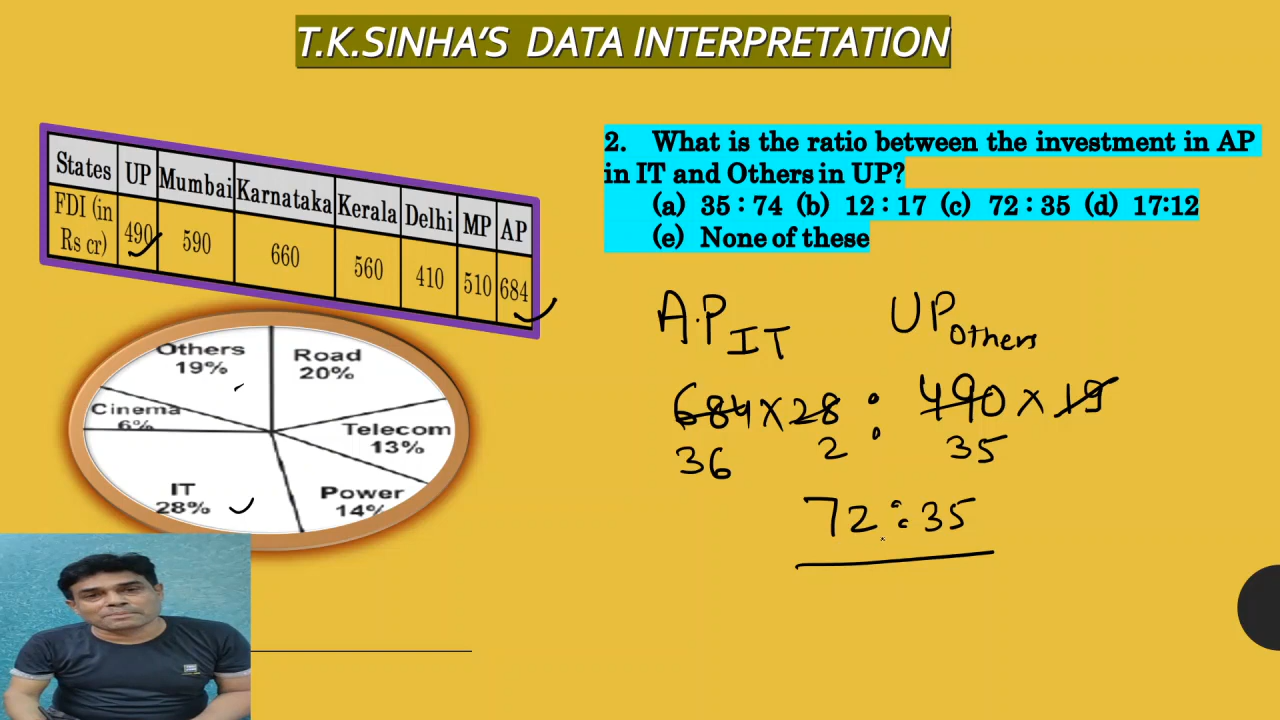 T.K.SINHA'S DATA INTERPRETATION
States UP Mumbai Karnataka Kerala Delhi MP AP
FDI (in Rs cr) 490 590 660 560 410 510 684
Others 19%
Road 20%
Cinema 6%
Telecom 13%
IT 28%
Power 14%
2. What is the ratio between the investment in AP
in IT and Others in UP?
(a) 35 : 74 (b) 12 : 17 (c) 72 : 35 (d) 17:12
(e) None of these
A.P IT UP Others
684 x 28 : 490 x 19
36 2 35
72 : 35